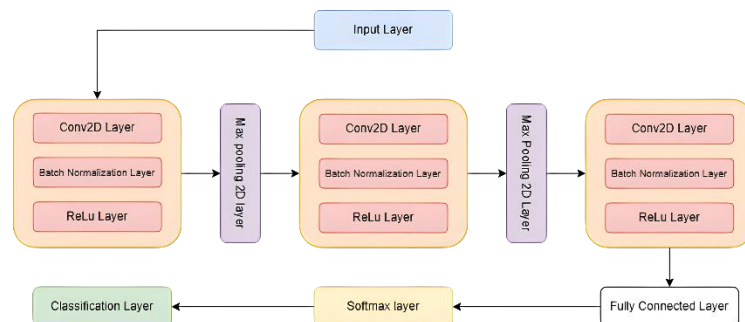 Input Layer
Conv2D Layer
Batch Normalization Layer
ReLu Layer
Max pooling 2D layer
Conv2D Layer
Batch Normalization Layer
ReLu Layer
Max Pooling 2D Layer
Conv2D Layer
Batch Normalization Layer
ReLu Layer
Fully Connected Layer
Softmax layer
Classification Layer